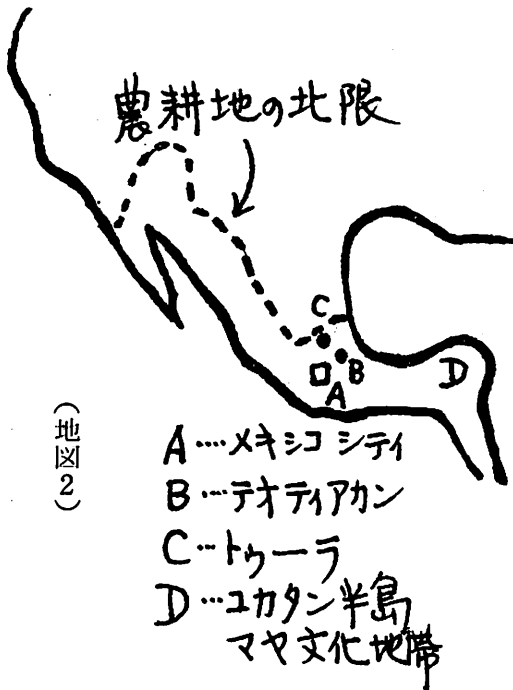 農耕地の北限
C
B
A
D
(地図2)
A…メキシコシティ
B…テオティアカン
C…トゥーラ
D…ユカタン半島
マヤ文化地帯